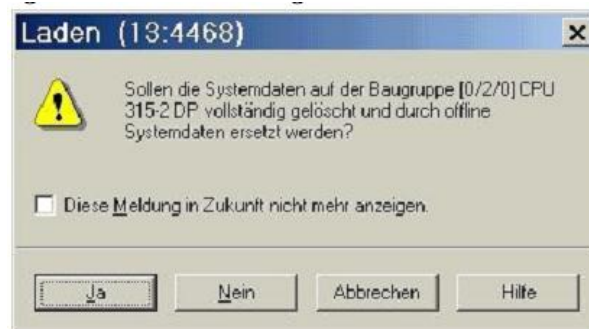 Laden (13:4468)
Sollen die Systemdaten auf der Baugruppe [0/2/0] CPU
315-2 DP vollständig gelöscht und durch offline
Systemdaten ersetzt werden?
Diese Meldung in Zukunft nicht mehr anzeigen.
Ja Nein Abbrechen Hilfe